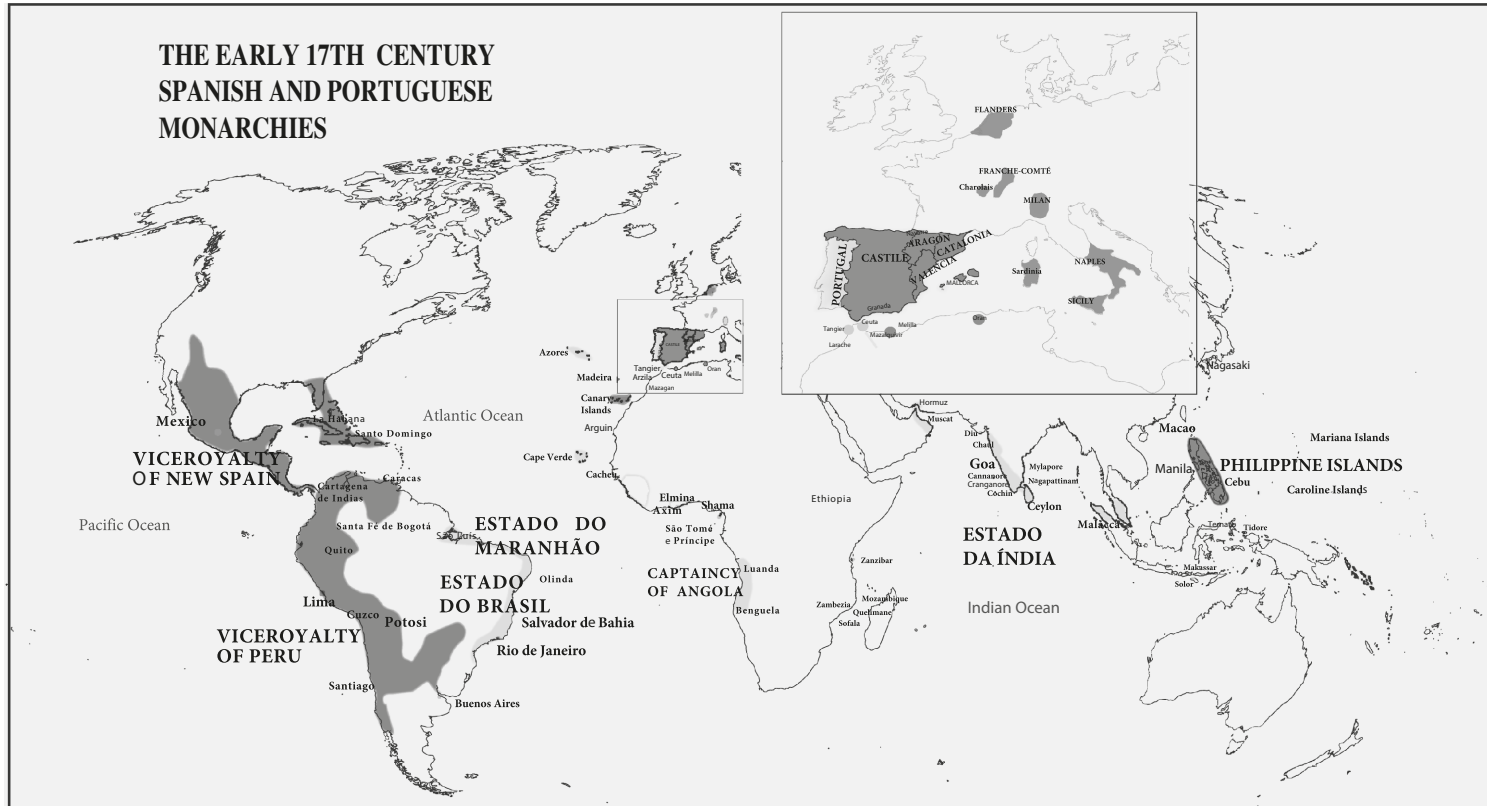 THE EARLY 17TH CENTURY
SPANISH AND PORTUGUESE
MONARCHIES
FLANDERS
FRANCHE-COMTÉ
Charolais
MILAN
ARAGON
CATALONIA
PORTUGAL
CASTILE
VALENCIA
MALLORCA
Sardinia
NAPLES
SICILY
Granada
Tangier
Ceuta
Melilla
Mazalquivir
Oran
Larache
Azores
Madeira
Canary
Islands
Tangier,
Arzila
Ceuta
Melilla
Oran
Mazagan
Arguin
Cape Verde
Cacheu
Atlantic Ocean
Mexico
La Habana
Santo Domingo
VICEROYALTY
OF NEW SPAIN
Cartagena
de Indias
Caracas
Pacific Ocean
Santa Fé de Bogotá
Quito
São Luis
ESTADO DO
MARANHÃO
ESTADO
DO BRASIL
Olinda
Lima
Cuzco
Potosi
Salvador de Bahia
VICEROYALTY
OF PERU
Rio de Janeiro
Santiago
Buenos Aires
Elmina
Axim
Shama
São Tomé
e Príncipe
CAPTAINCY
OF ANGOLA
Luanda
Benguela
Ethiopia
Zanzibar
Mozambique
Zambezia
Quelimane
Sofala
Hormuz
Muscat
Diu
Chaul
Goa
Cannanore
Cranganore
Cochin
Mylapore
Nagapattinam
Ceylon
ESTADO
DA ÍNDIA
Indian Ocean
Nagasaki
Macao
Manila
PHILIPPINE ISLANDS
Cebu
Mariana Islands
Caroline Islands
Malacca
Ternate
Tidore
Makassar
Solor